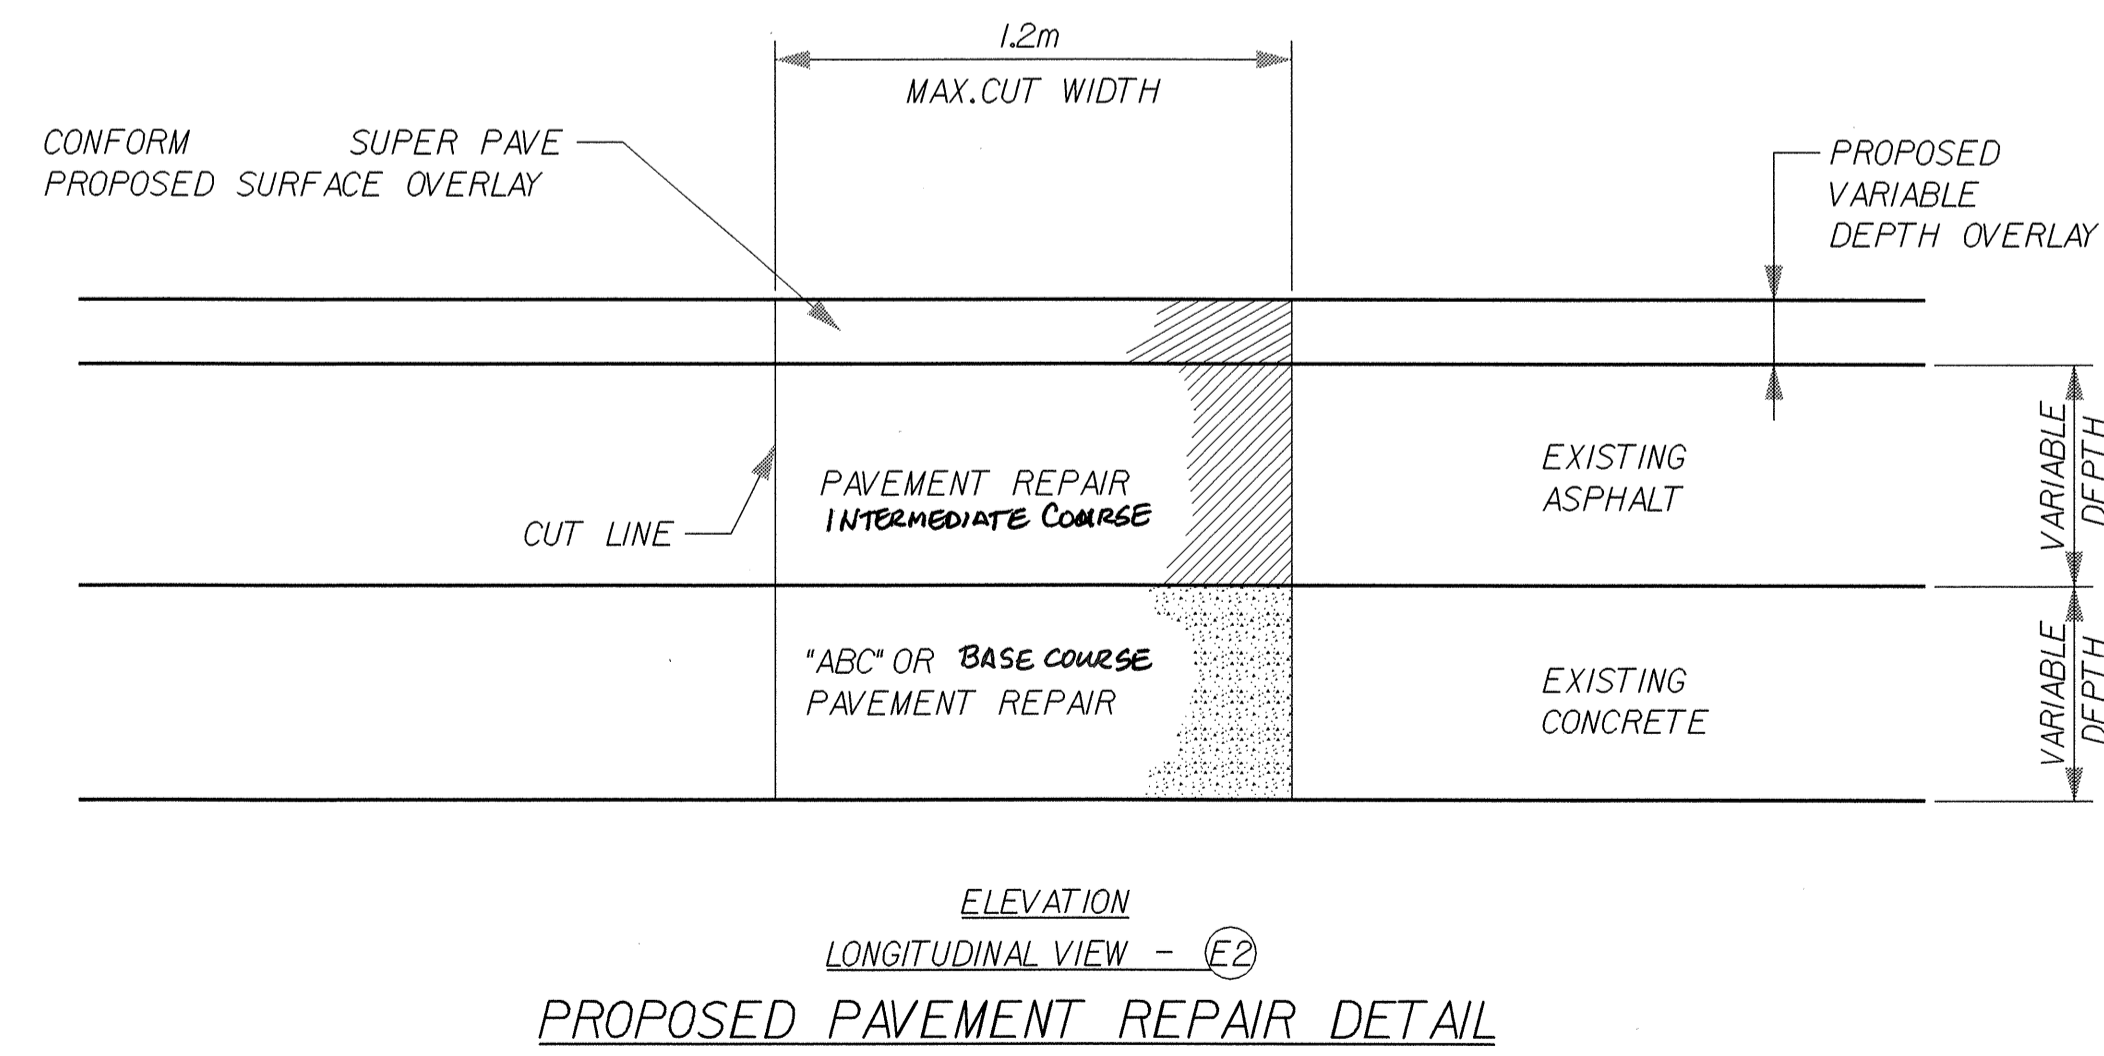 1.2m
MAX. CUT WIDTH
CONFORM SUPER PAVE
PROPOSED SURFACE OVERLAY
PROPOSED
VARIABLE
DEPTH OVERLAY
PAVEMENT REPAIR
INTERMEDIATE COURSE
CUT LINE
EXISTING
ASPHALT
VARIABLE
DEPTH
"ABC" OR BASE COURSE
PAVEMENT REPAIR
EXISTING
CONCRETE
VARIABLE
DEPTH
ELEVATION
LONGITUDINAL VIEW - E2
PROPOSED PAVEMENT REPAIR DETAIL